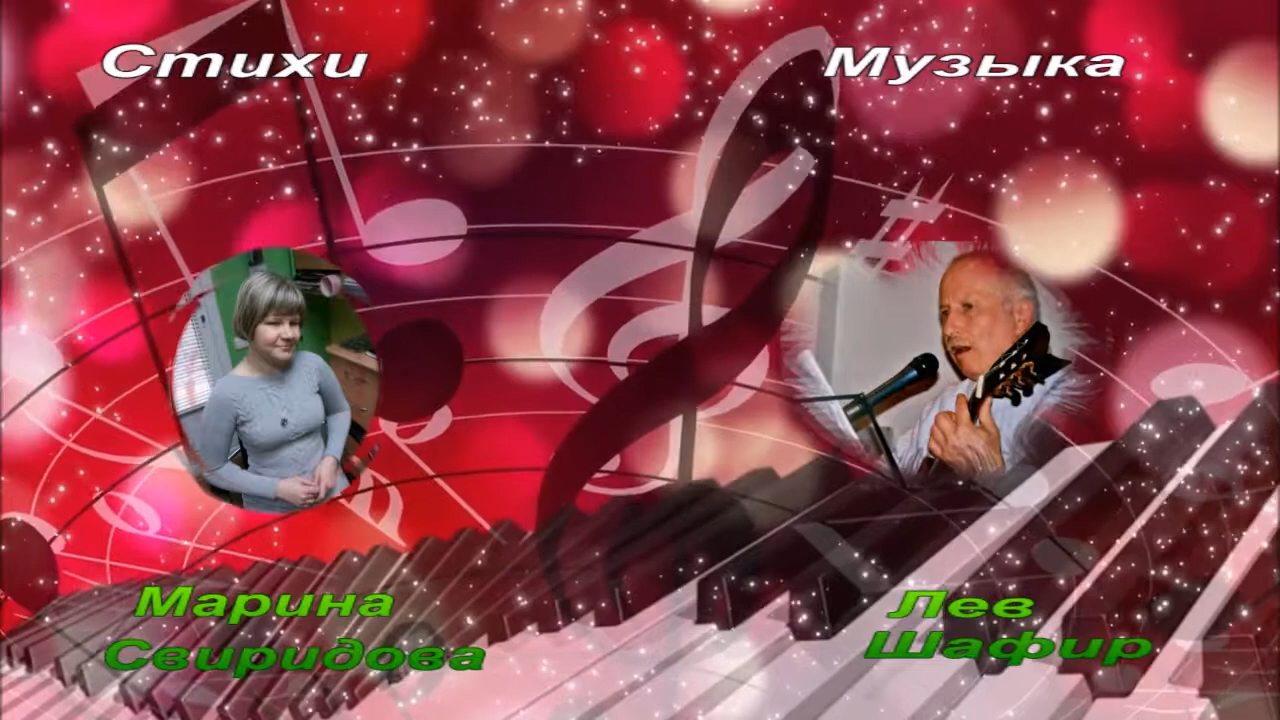 Стихи
Музыка
Марина
Свиридова
Лев
Шафир